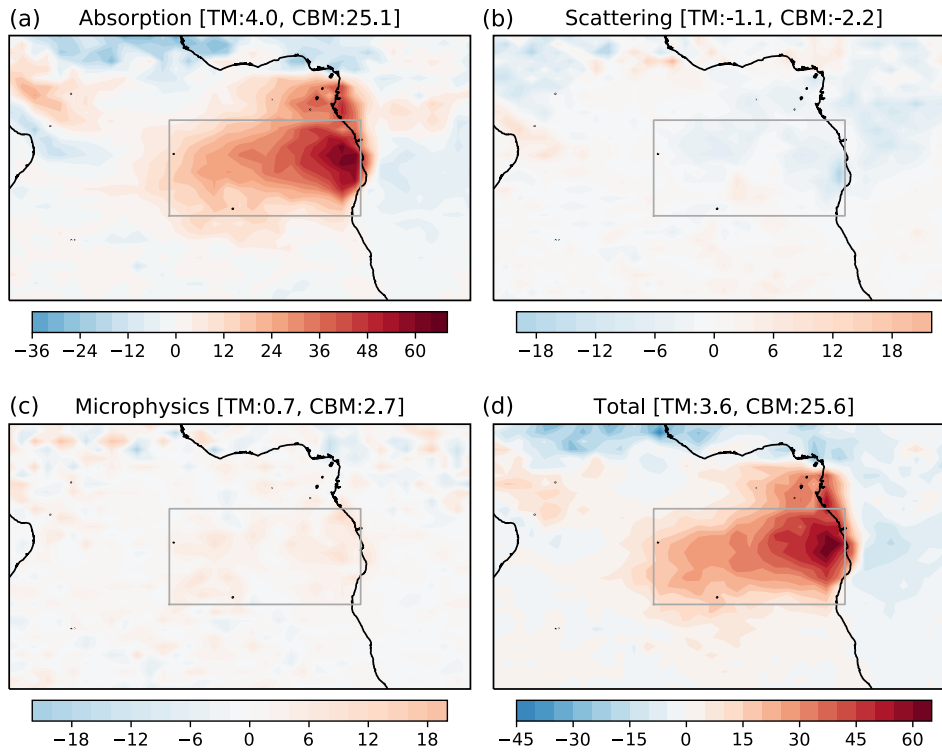 (a) Absorption [TM:4.0, CBM:25.1]
(b) Scattering [TM:-1.1, CBM:-2.2]
−36 −24 −12 0 12 24 36 48 60
−18 −12 −6 0 6 12 18
(c) Microphysics [TM:0.7, CBM:2.7]
(d) Total [TM:3.6, CBM:25.6]
−18 −12 −6 0 6 12 18
−45 −30 −15 0 15 30 45 60